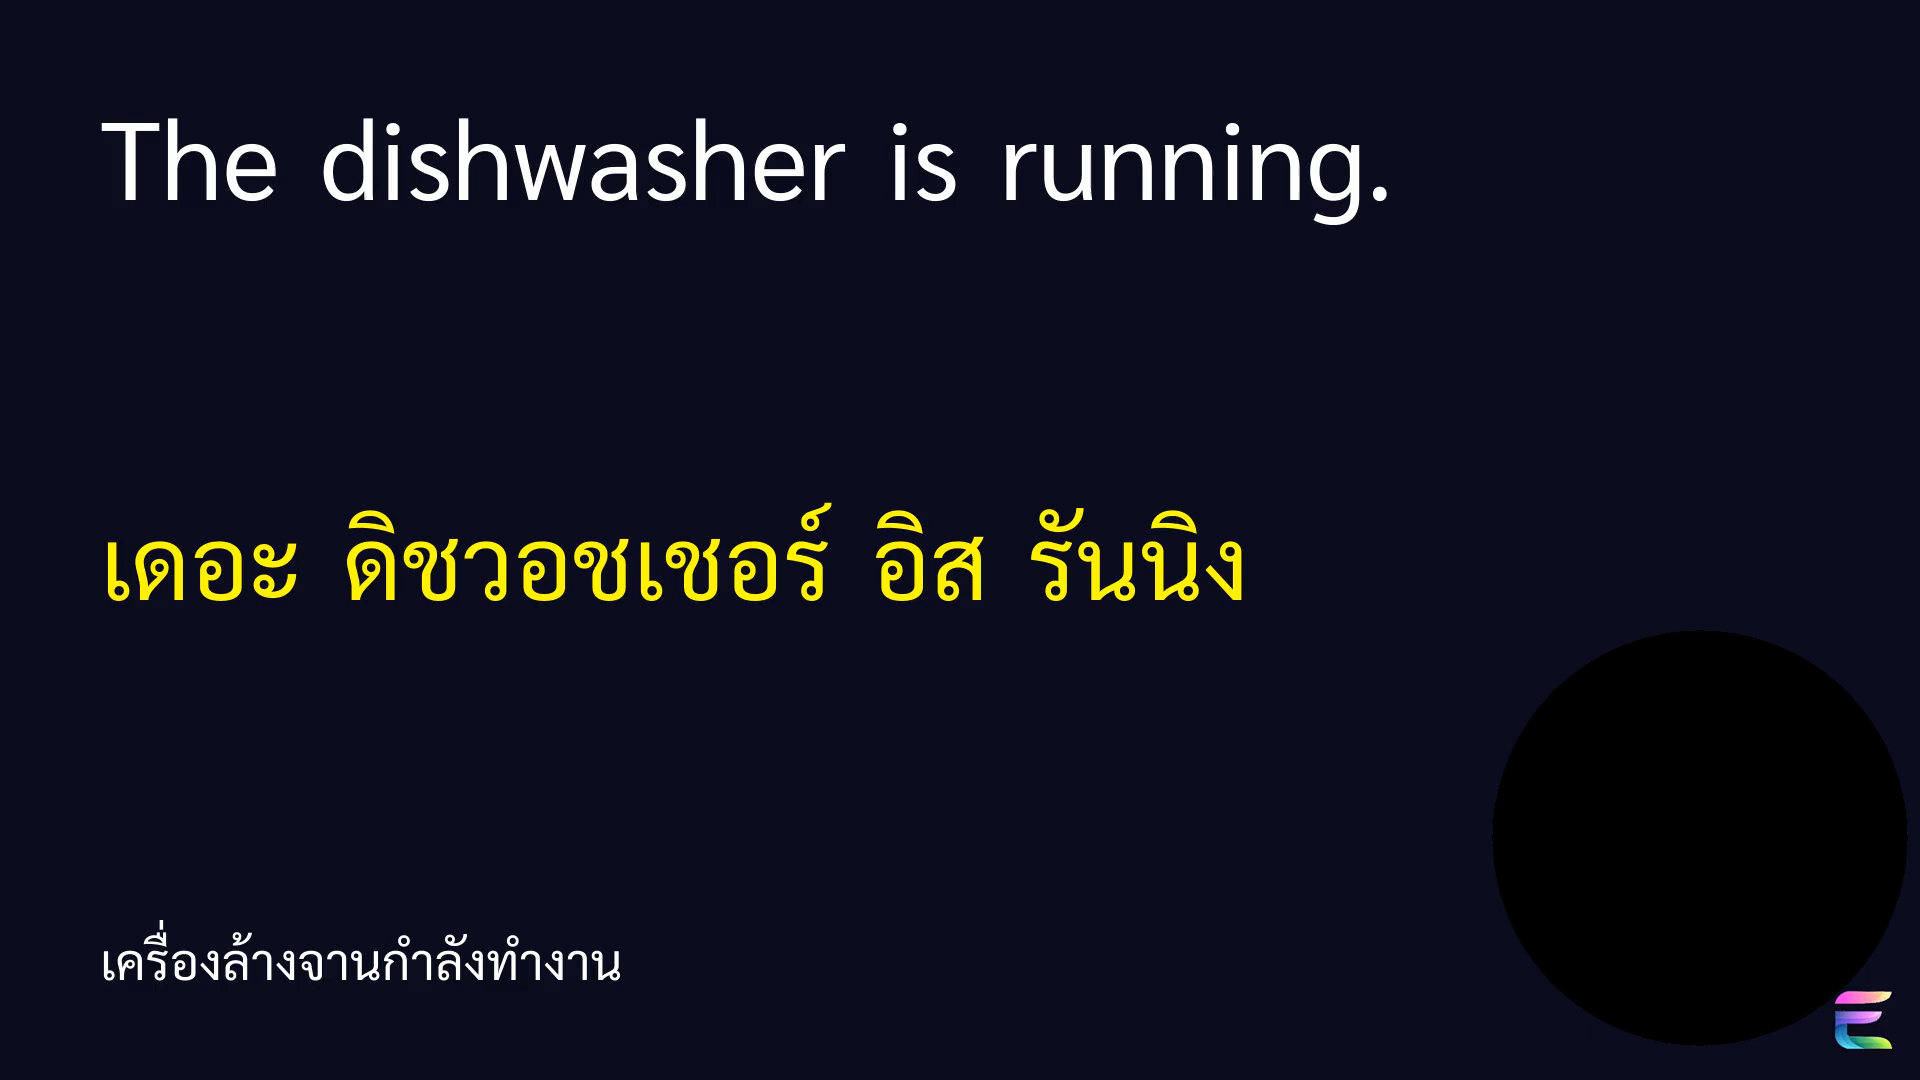 The dishwasher is running.
เดอะ ดิชวอชเชอร์ อิส รันนิง
เครื่องล้างจานกำลังทำงาน